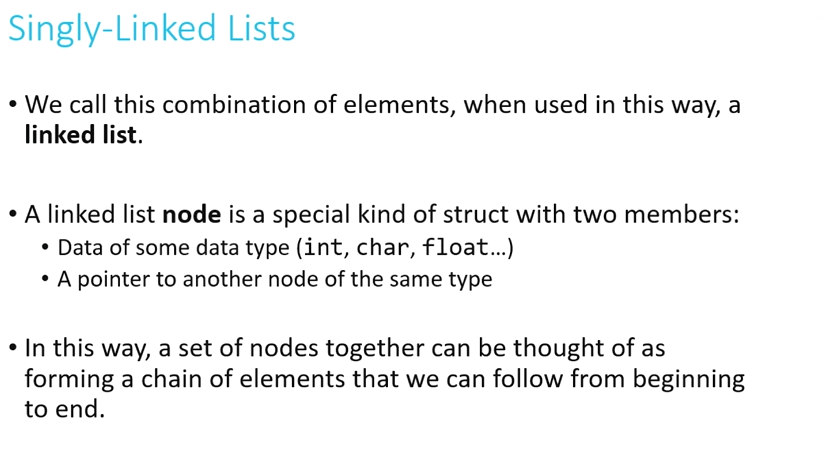 Singly-Linked Lists
• We call this combination of elements, when used in this way, a
linked list.
• A linked list node is a special kind of struct with two members:
• Data of some data type (int, char, float…)
• A pointer to another node of the same type
• In this way, a set of nodes together can be thought of as
forming a chain of elements that we can follow from beginning
to end.